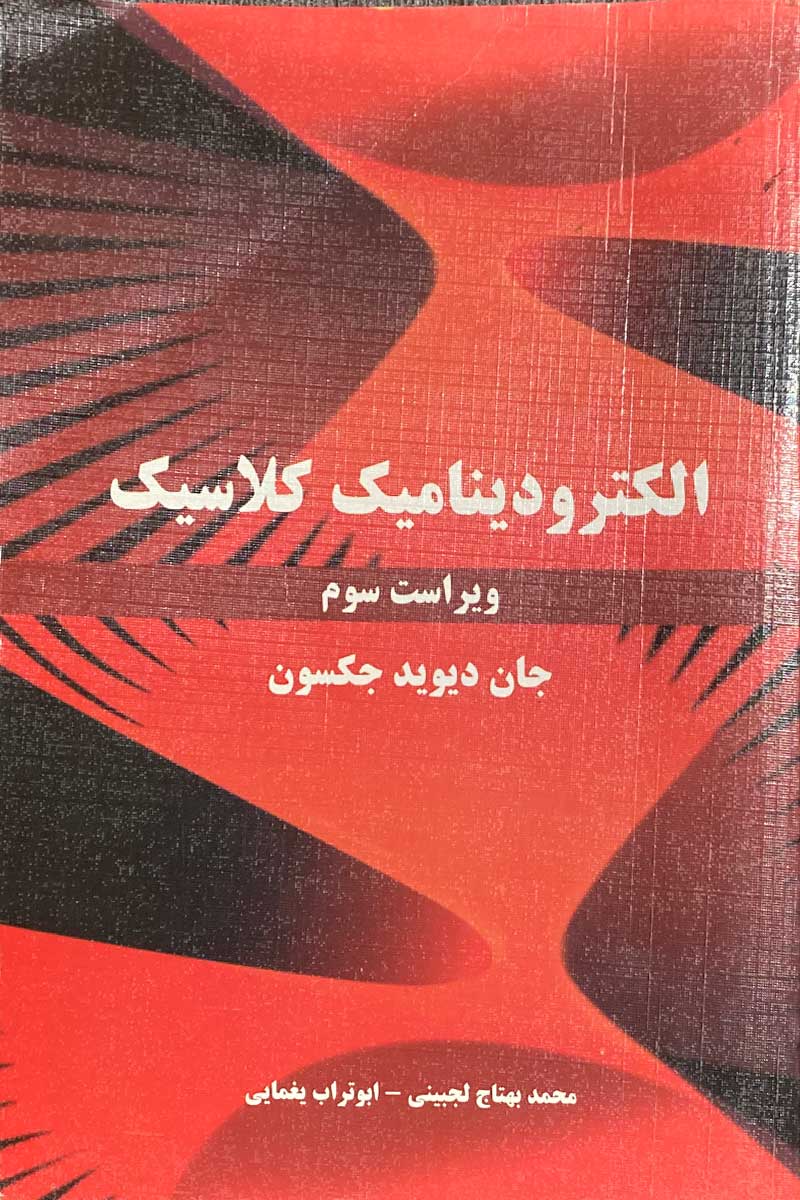 الکترودینامیک کلاسیک
ویراست سوم
جان دیوید جکسون
محمد بهتاج لجبینی - ابوتراب یغمایی